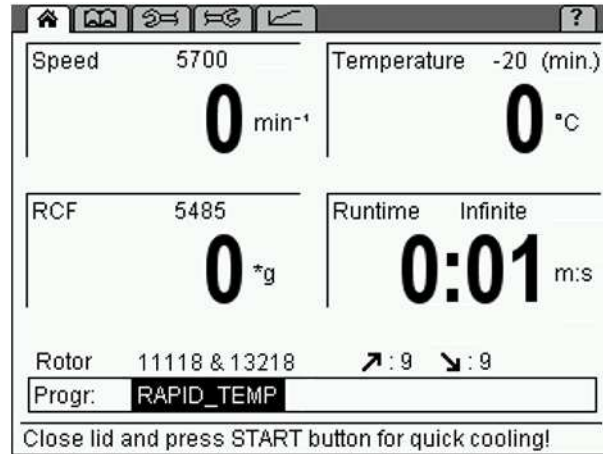 ?
Speed 5700
0 min⁻¹
Temperature -20 (min.)
0 °C
RCF 5485
0 *g
Runtime Infinite
0:01 m:s
Rotor 11118 & 13218 ↗: 9 ↘: 9
Progr: RAPID_TEMP
Close lid and press START button for quick cooling!